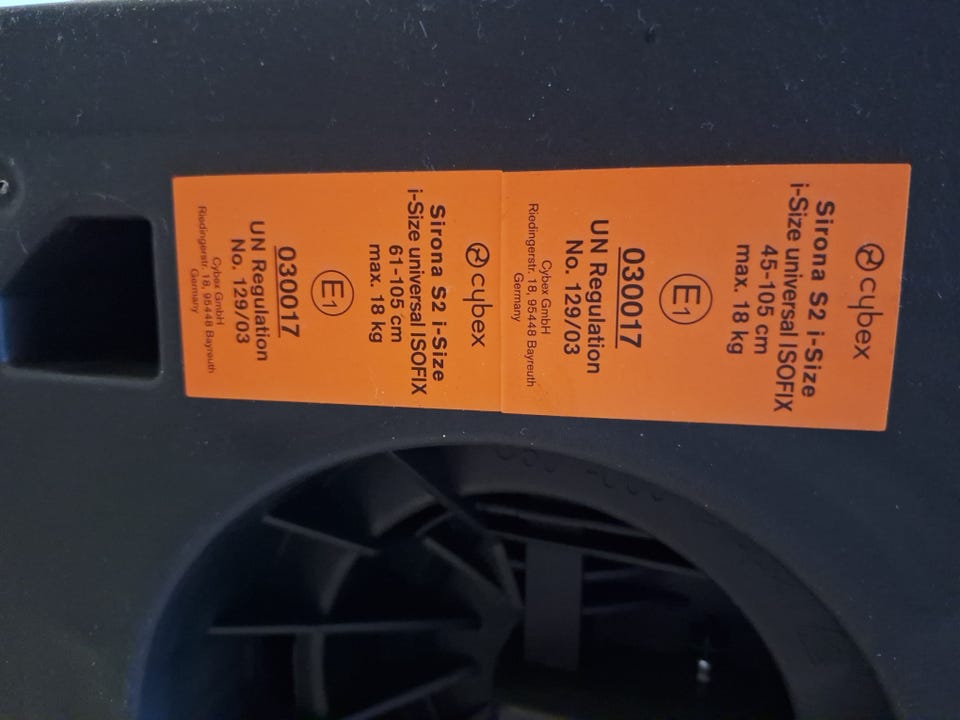 cybex
Sirona S2 i-Size
i-Size universal ISOFIX
45-105 cm
max. 18 kg
E1
030017
UN Regulation
No. 129/03
Cybex GmbH
Riedingerstr. 18, 95448 Bayreuth
Germany
cybex
Sirona S2 i-Size
i-Size universal ISOFIX
61-105 cm
max. 18 kg
E1
030017
UN Regulation
No. 129/03
Cybex GmbH
Riedingerstr. 18, 95448 Bayreuth
Germany